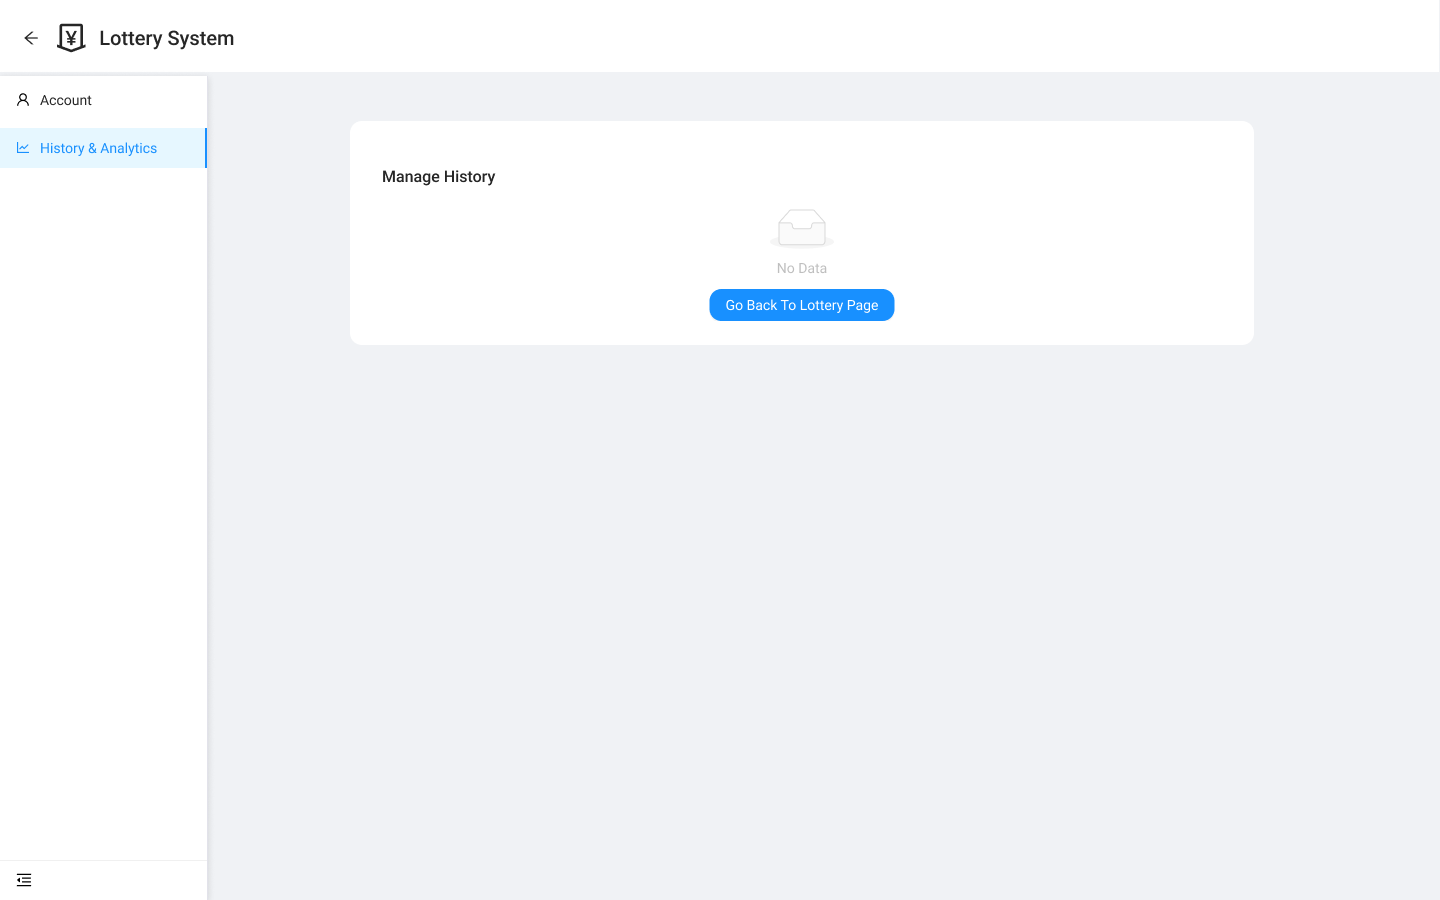 Lottery System
Account
History & Analytics
Manage History
No Data
Go Back To Lottery Page